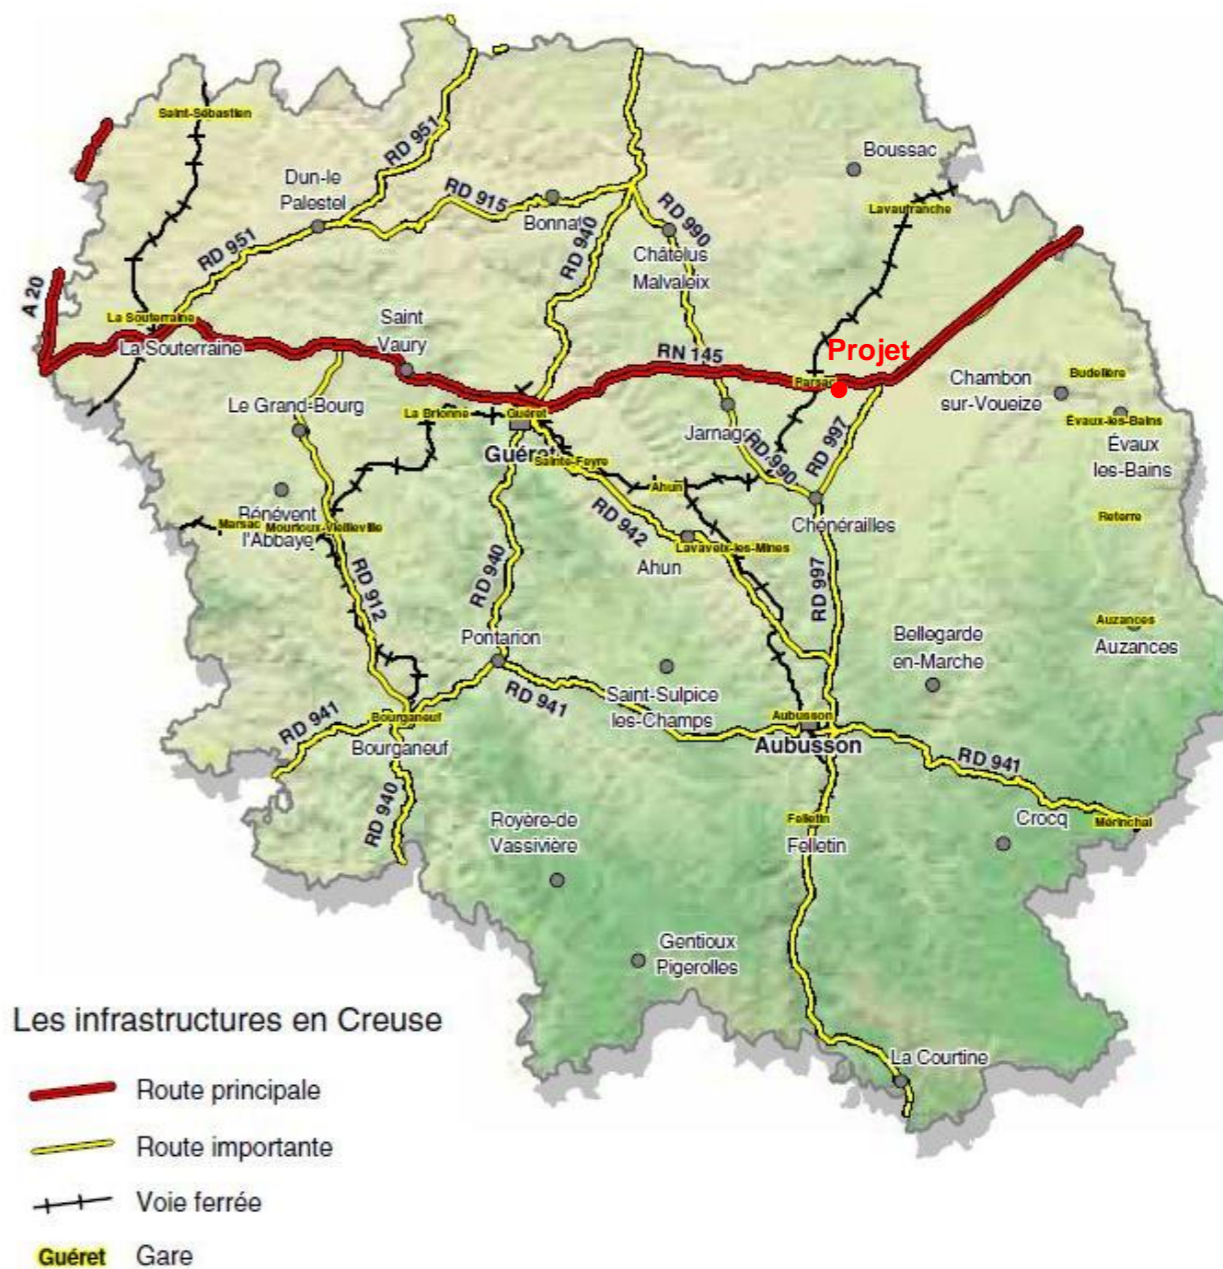 Saint-Sébastien
RD 951
Boussac
Dun-le
Palestel
RD 915
RD 990
Lavaufranche
Bonnat
RD 940
RD 951
Châtelus
Malvaleix
A 20
La Souterraine
La Souterraine
Saint
Vaury
RN 145
Projet
Parsac
Budelière
Chambon
sur-Voueize
Le Grand-Bourg
La Brionne
Guéret
Jarnages
Évaux-les-Bains
Évaux
les-Bains
RD 997
Guéret
Sainte-Feyre
RD 990
Ahun
Rénévent
l'Abbaye
Marsac
Mourioux-Vieilleville
RD 942
Chénérailles
Reterre
Ahun
Lavaveix-les-Mines
RD 940
RD 912
RD 997
Auzances
Auzances
Pontarion
Bellegarde
en-Marche
Saint-Sulpice
les-Champs
RD 941
RD 941
Bourganeuf
Bourganeuf
Aubusson
Aubusson
RD 941
RD 940
Royère-de
Vassivière
Felletin
Felletin
Crocq
Mérinchal
Gentioux
Pigerolles
La Courtine
Les infrastructures en Creuse
Route principale
Route importante
Voie ferrée
Guéret Gare